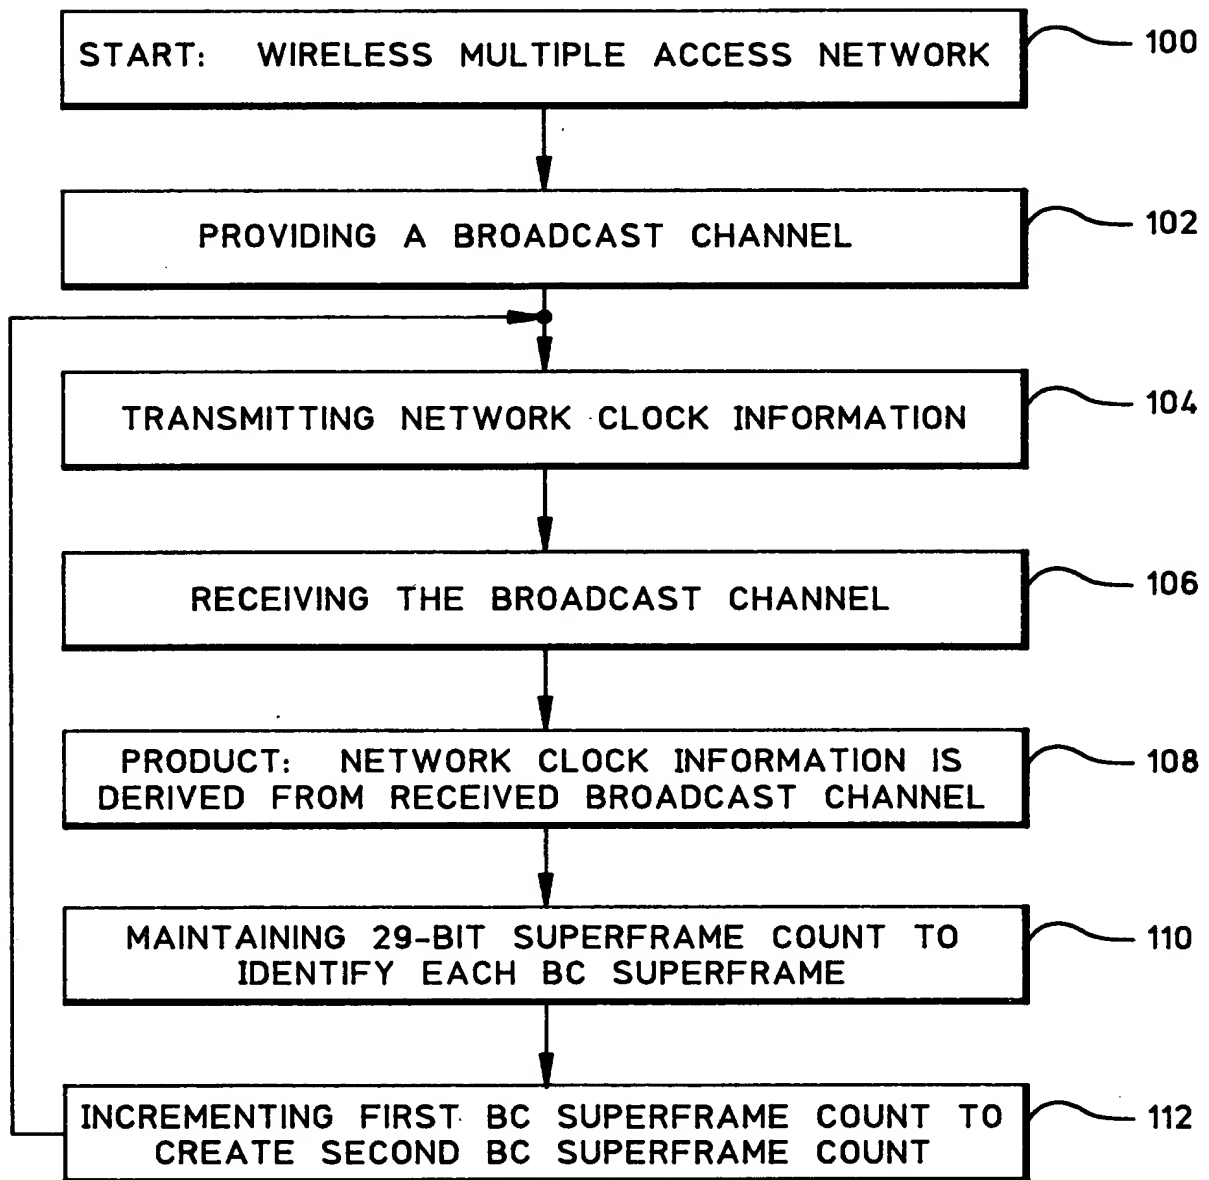 START: WIRELESS MULTIPLE ACCESS NETWORK
100
PROVIDING A BROADCAST CHANNEL
102
TRANSMITTING NETWORK CLOCK INFORMATION
104
RECEIVING THE BROADCAST CHANNEL
106
PRODUCT: NETWORK CLOCK INFORMATION IS
DERIVED FROM RECEIVED BROADCAST CHANNEL
108
MAINTAINING 29-BIT SUPERFRAME COUNT TO
IDENTIFY EACH BC SUPERFRAME
110
INCREMENTING FIRST BC SUPERFRAME COUNT TO
CREATE SECOND BC SUPERFRAME COUNT
112